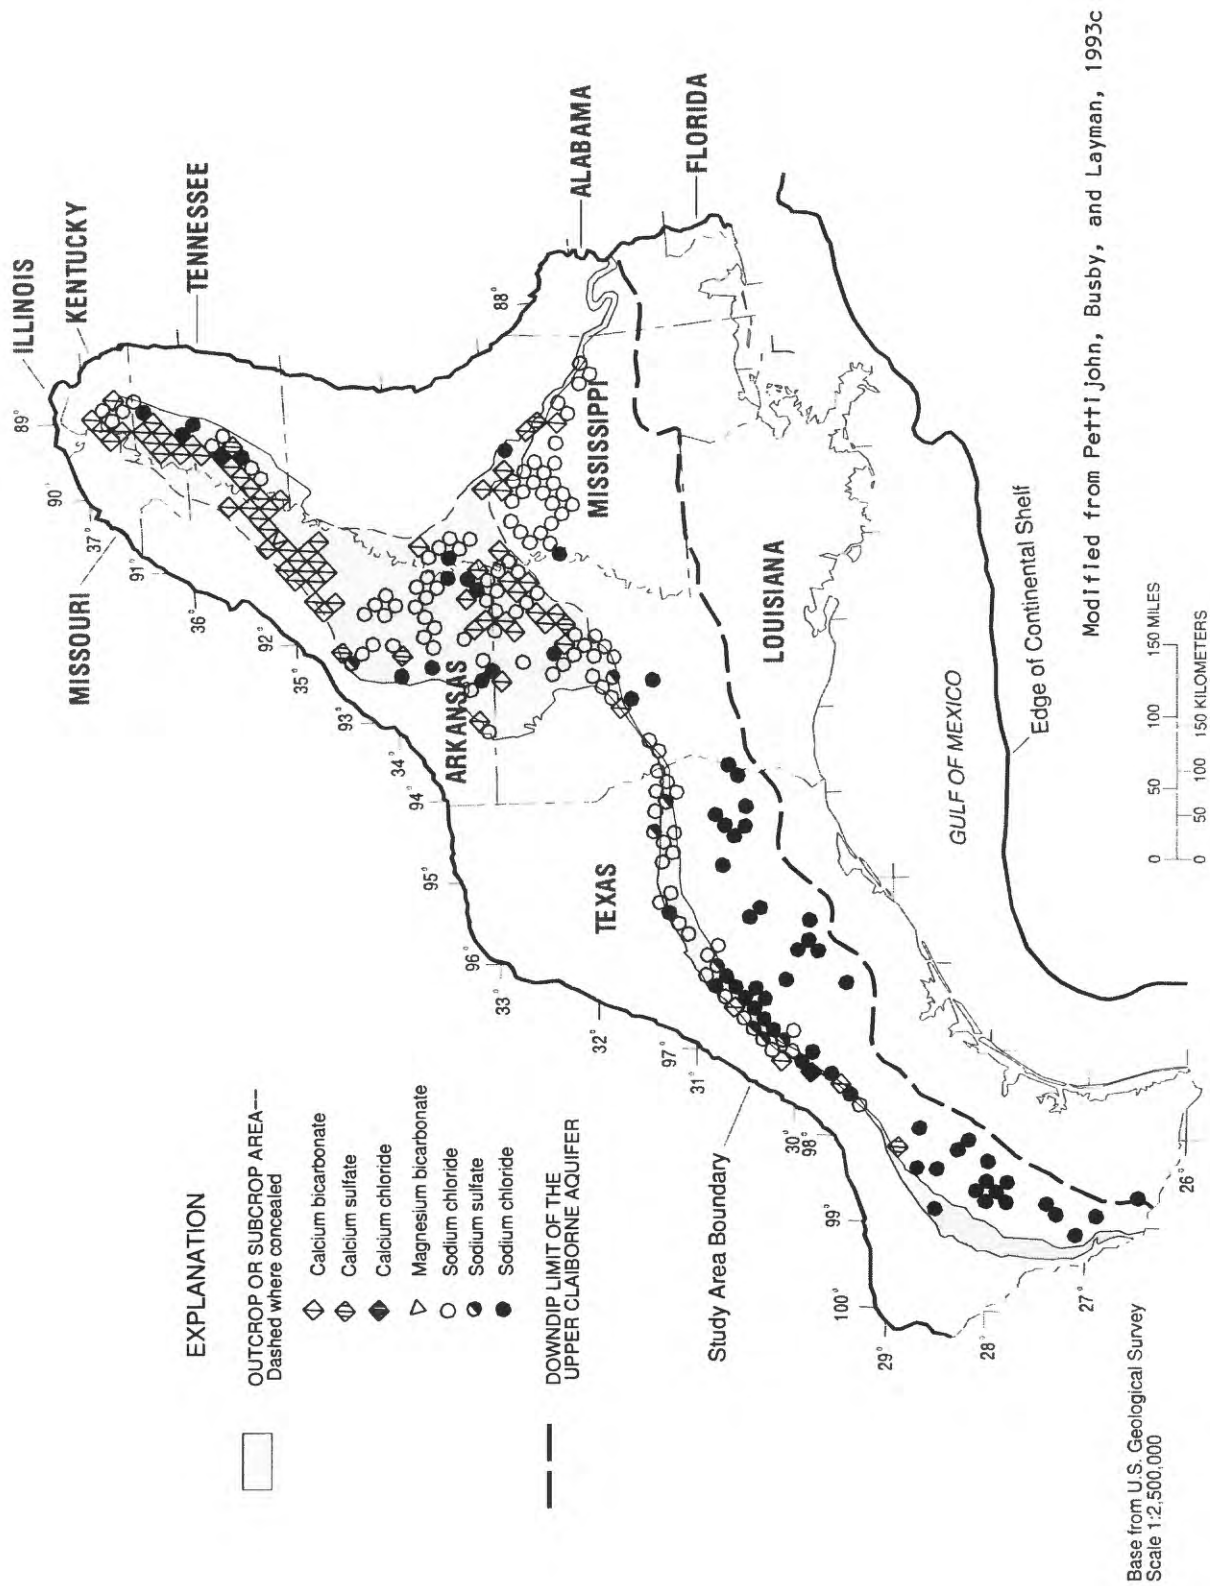 EXPLANATION
OUTCROP OR SUBCROP AREA--
Dashed where concealed
Calcium bicarbonate
Calcium sulfate
Calcium chloride
Magnesium bicarbonate
Sodium chloride
Sodium sulfate
Sodium chloride
DOWNDIP LIMIT OF THE
UPPER CLAIBORNE AQUIFER
Study Area Boundary
MISSOURI
ILLINOIS
KENTUCKY
TENNESSEE
ARKANSAS
MISSISSIPPI
ALABAMA
FLORIDA
TEXAS
LOUISIANA
GULF OF MEXICO
Edge of Continental Shelf
89°
90°
37°
91°
36°
92°
35°
93°
34°
94°
95°
96°
33°
32°
97°
31°
30°
98°
99°
100°
29°
28°
27°
26°
88°
0 50 100 150 MILES
0 50 100 150 KILOMETERS
Base from U.S. Geological Survey
Scale 1:2,500,000
Modified from Pettijohn, Busby, and Layman, 1993c